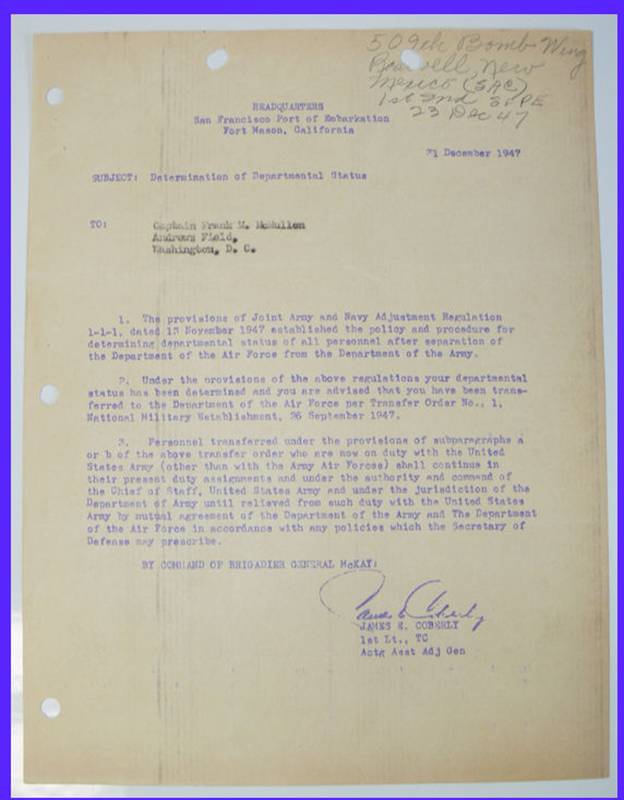 509th Bomb Wing
Roswell, New
Mexico (SAC)
1st Ind SFPE
23 Dec 47
HEADQUARTERS
San Francisco Port of Embarkation
Fort Mason, California
31 December 1947
SUBJECT: Determination of Departmental Status
TO: Captain Frank M. McMullen
Andrews Field,
Washington, D. C.
1. The provisions of Joint Army and Navy Adjustment Regulation
1-1-1, dated 12 November 1947 established the policy and procedure for
determining departmental status of all personnel after separation of
the Department of the Air Force from the Department of the Army.
2. Under the provisions of the above regulations your departmental
status has been determined and you are advised that you have been trans-
ferred to the Department of the Air Force per Transfer Order No., 1,
National Military Establishment, 26 September 1947.
3. Personnel transferred under the provisions of subparagraphs a
or b of the above transfer order who are now on duty with the United
States Army (other than with the Army Air Forces) shall continue in
their present duty assignments and under the authority and command of
the Chief of Staff, United States Army and under the jurisdiction of the
Department of Army until relieved from such duty with the United States
Army by mutual agreement of the Department of the Army and The Department
of the Air Force in accordance with any policies which the Secretary of
Defense may prescribe.
BY COMMAND OF BRIGADIER GENERAL McKAY:
James E Coberly
JAMES E. COBERLY
1st Lt., TC
Actg Asst Adj Gen